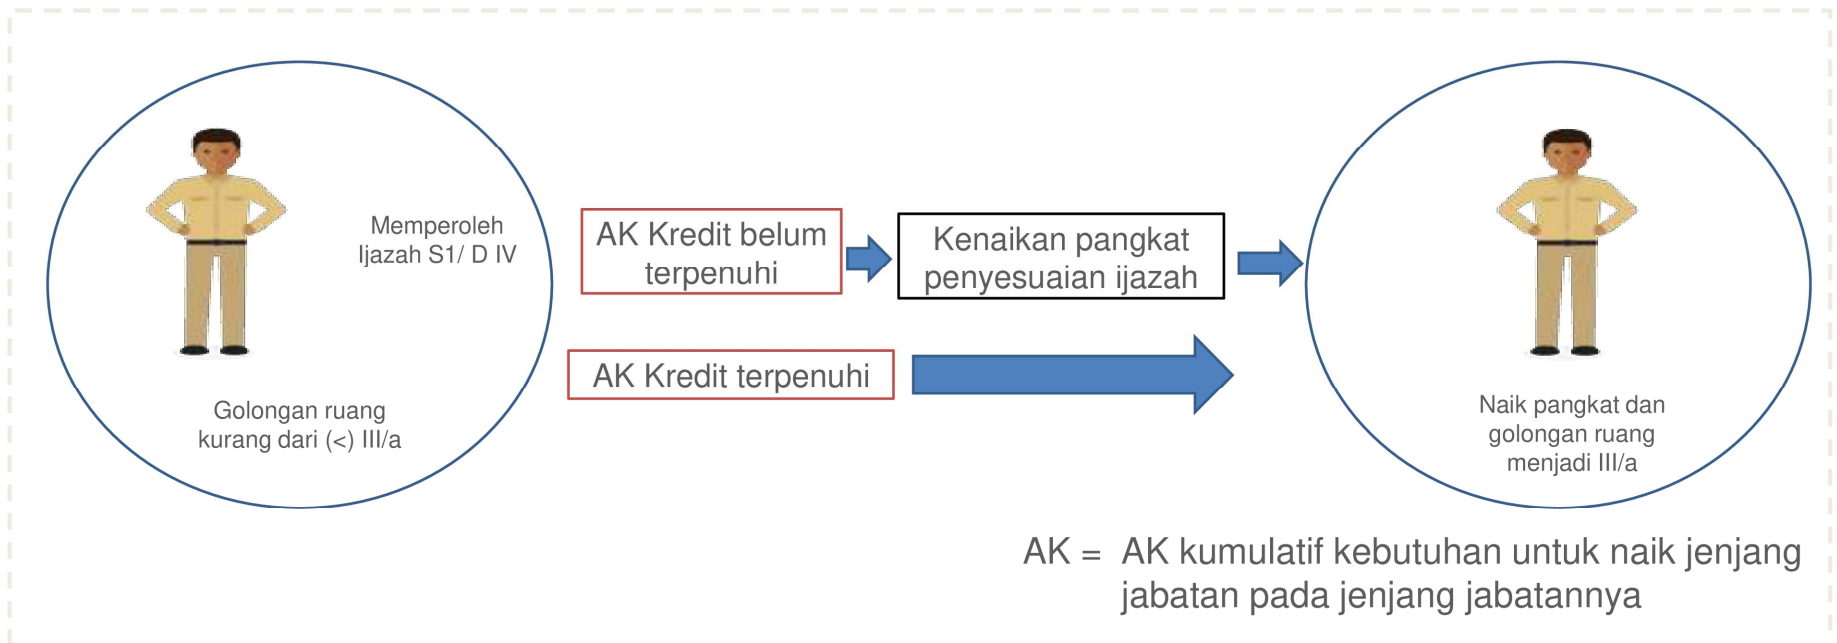 Memperoleh
Ijazah S1/ D IV
Golongan ruang
kurang dari (<) III/a
AK Kredit belum
terpenuhi
Kenaikan pangkat
penyesuaian ijazah
AK Kredit terpenuhi
Naik pangkat dan
golongan ruang
menjadi III/a
AK = AK kumulatif kebutuhan untuk naik jenjang
jabatan pada jenjang jabatannya